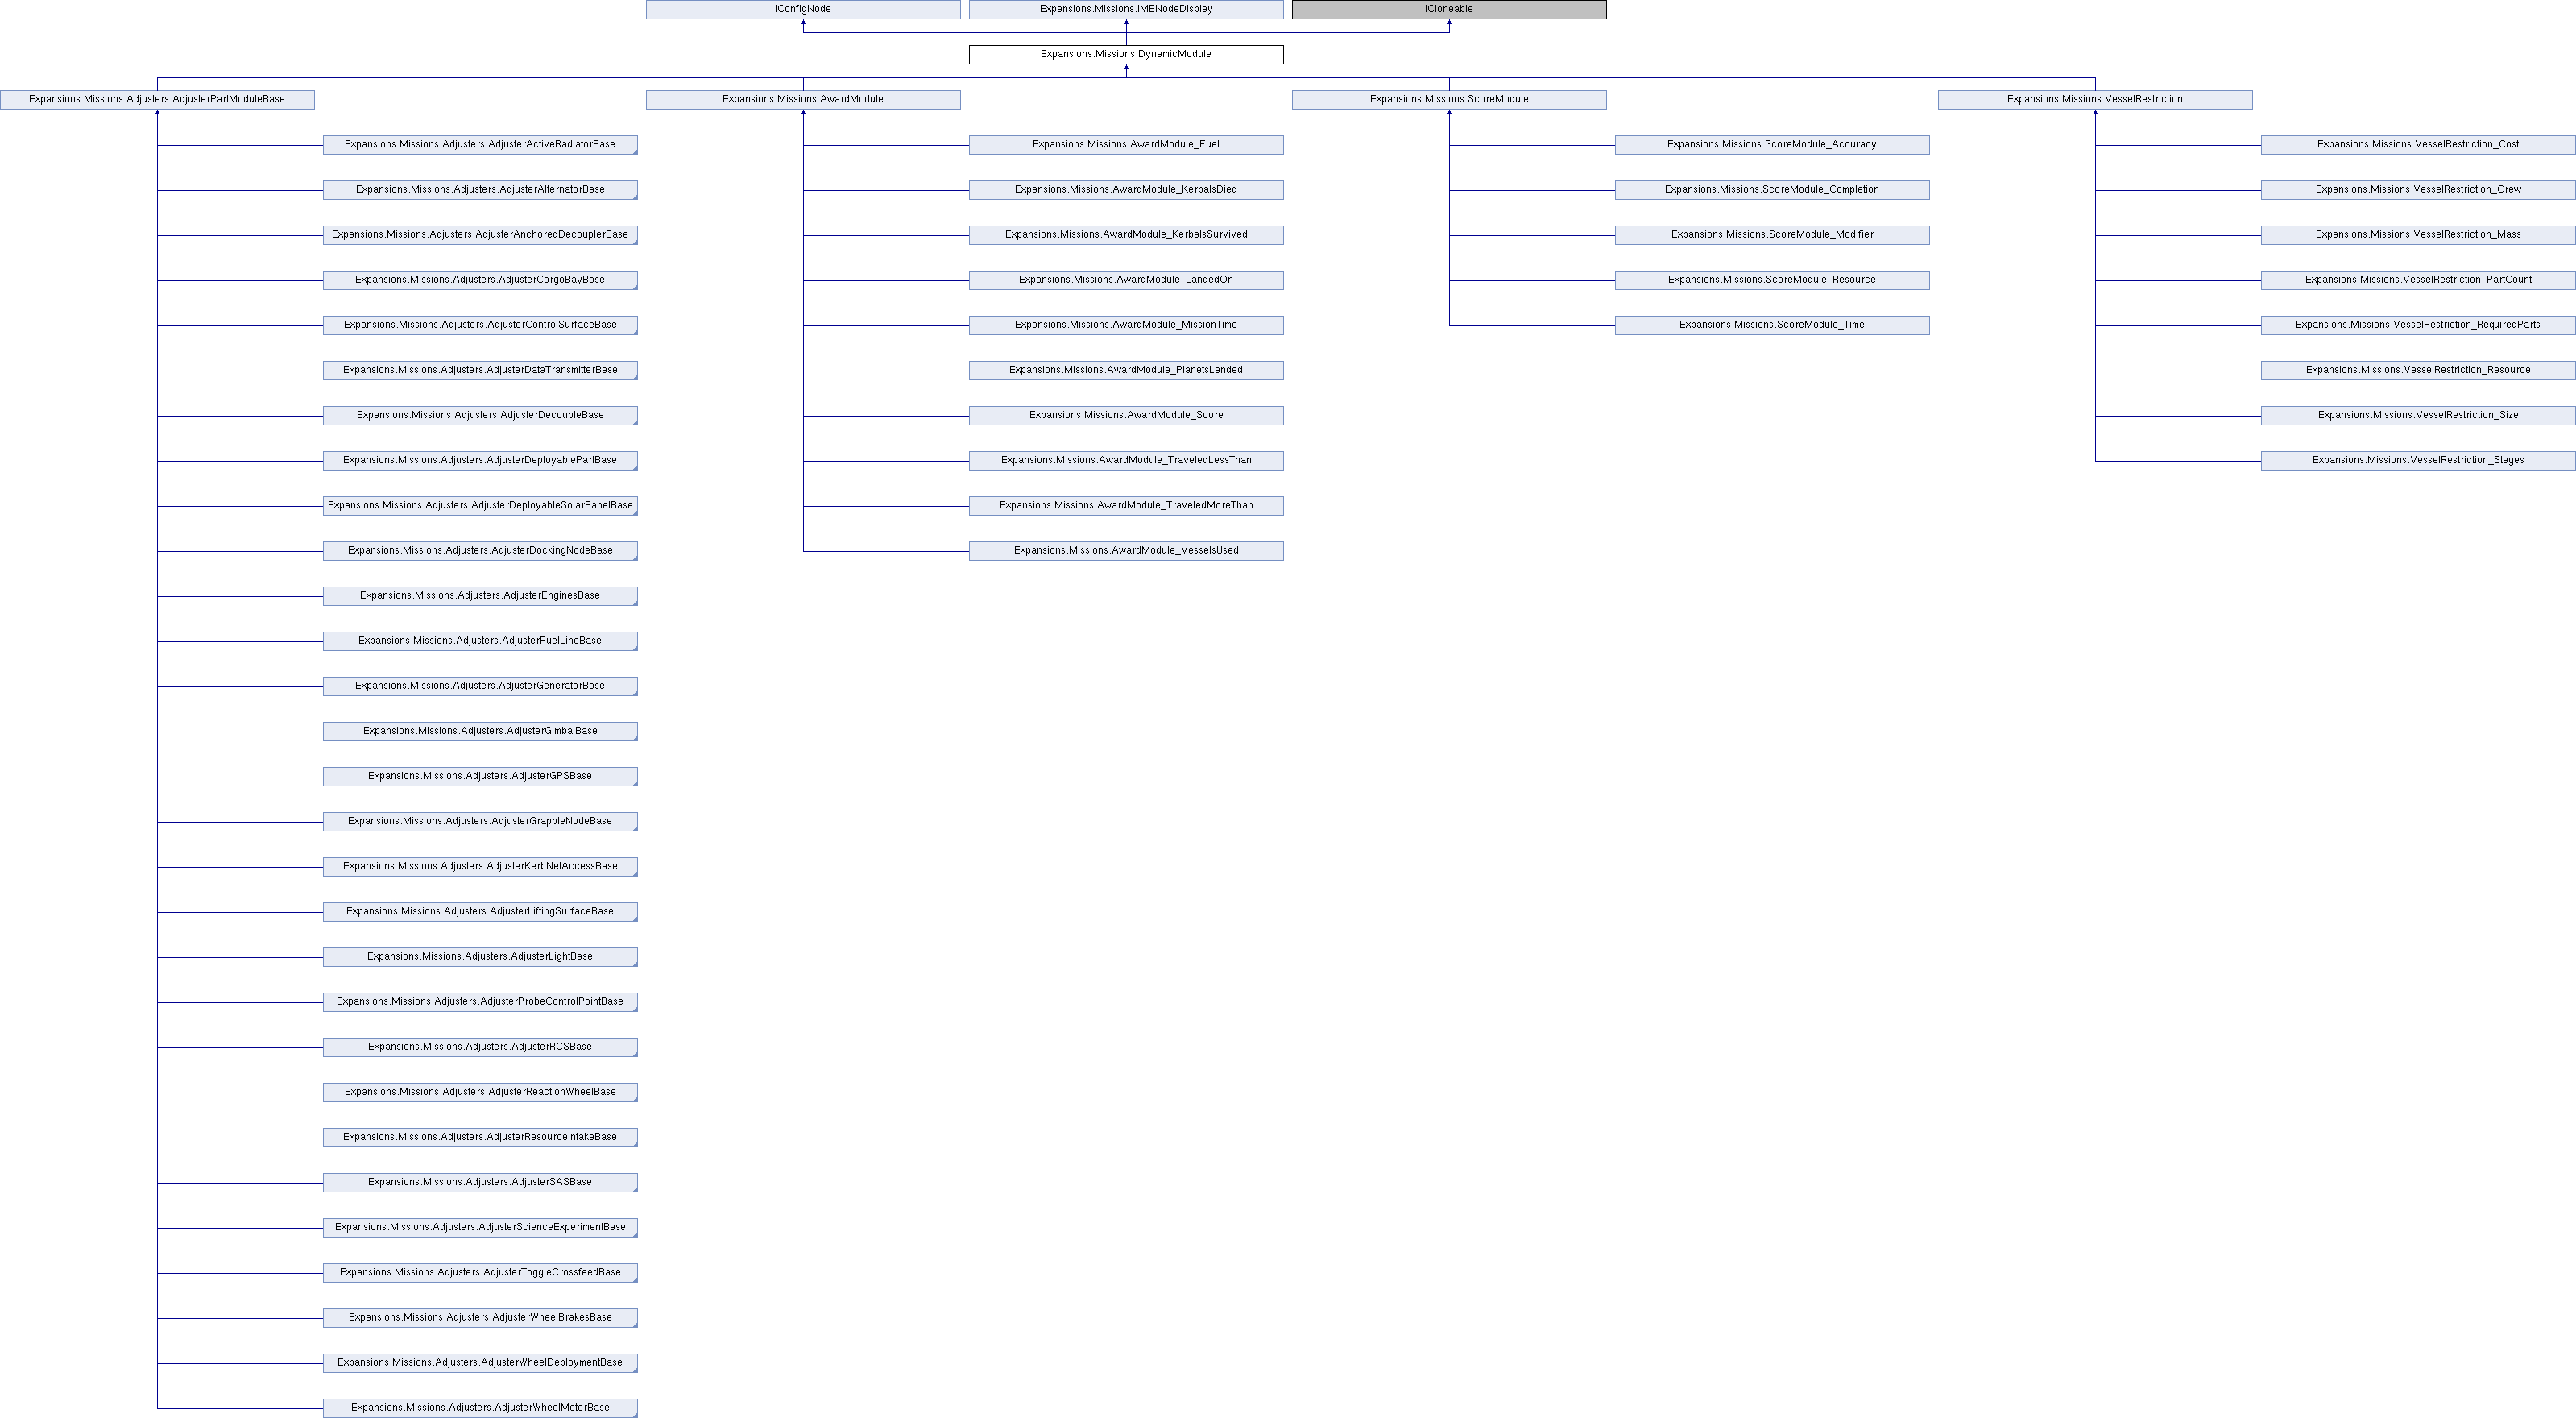 IConfigNode
Expansions.Missions.IMENodeDisplay
ICloneable
Expansions.Missions.DynamicModule
Expansions.Missions.Adjusters.AdjusterPartModuleBase
Expansions.Missions.AwardModule
Expansions.Missions.ScoreModule
Expansions.Missions.VesselRestriction
Expansions.Missions.Adjusters.AdjusterActiveRadiatorBase
Expansions.Missions.Adjusters.AdjusterAlternatorBase
Expansions.Missions.Adjusters.AdjusterAnchoredDecouplerBase
Expansions.Missions.Adjusters.AdjusterCargoBayBase
Expansions.Missions.Adjusters.AdjusterControlSurfaceBase
Expansions.Missions.Adjusters.AdjusterDataTransmitterBase
Expansions.Missions.Adjusters.AdjusterDecoupleBase
Expansions.Missions.Adjusters.AdjusterDeployablePartBase
Expansions.Missions.Adjusters.AdjusterDeployableSolarPanelBase
Expansions.Missions.Adjusters.AdjusterDockingNodeBase
Expansions.Missions.Adjusters.AdjusterEnginesBase
Expansions.Missions.Adjusters.AdjusterFuelLineBase
Expansions.Missions.Adjusters.AdjusterGeneratorBase
Expansions.Missions.Adjusters.AdjusterGimbalBase
Expansions.Missions.Adjusters.AdjusterGPSBase
Expansions.Missions.Adjusters.AdjusterGrappleNodeBase
Expansions.Missions.Adjusters.AdjusterKerbNetAccessBase
Expansions.Missions.Adjusters.AdjusterLiftingSurfaceBase
Expansions.Missions.Adjusters.AdjusterLightBase
Expansions.Missions.Adjusters.AdjusterProbeControlPointBase
Expansions.Missions.Adjusters.AdjusterRCSBase
Expansions.Missions.Adjusters.AdjusterReactionWheelBase
Expansions.Missions.Adjusters.AdjusterResourceIntakeBase
Expansions.Missions.Adjusters.AdjusterSASBase
Expansions.Missions.Adjusters.AdjusterScienceExperimentBase
Expansions.Missions.Adjusters.AdjusterToggleCrossfeedBase
Expansions.Missions.Adjusters.AdjusterWheelBrakesBase
Expansions.Missions.Adjusters.AdjusterWheelDeploymentBase
Expansions.Missions.Adjusters.AdjusterWheelMotorBase
Expansions.Missions.AwardModule_Fuel
Expansions.Missions.AwardModule_KerbalsDied
Expansions.Missions.AwardModule_KerbalsSurvived
Expansions.Missions.AwardModule_LandedOn
Expansions.Missions.AwardModule_MissionTime
Expansions.Missions.AwardModule_PlanetsLanded
Expansions.Missions.AwardModule_Score
Expansions.Missions.AwardModule_TraveledLessThan
Expansions.Missions.AwardModule_TraveledMoreThan
Expansions.Missions.AwardModule_VesselsUsed
Expansions.Missions.ScoreModule_Accuracy
Expansions.Missions.ScoreModule_Completion
Expansions.Missions.ScoreModule_Modifier
Expansions.Missions.ScoreModule_Resource
Expansions.Missions.ScoreModule_Time
Expansions.Missions.VesselRestriction_Cost
Expansions.Missions.VesselRestriction_Crew
Expansions.Missions.VesselRestriction_Mass
Expansions.Missions.VesselRestriction_PartCount
Expansions.Missions.VesselRestriction_RequiredParts
Expansions.Missions.VesselRestriction_Resource
Expansions.Missions.VesselRestriction_Size
Expansions.Missions.VesselRestriction_Stages